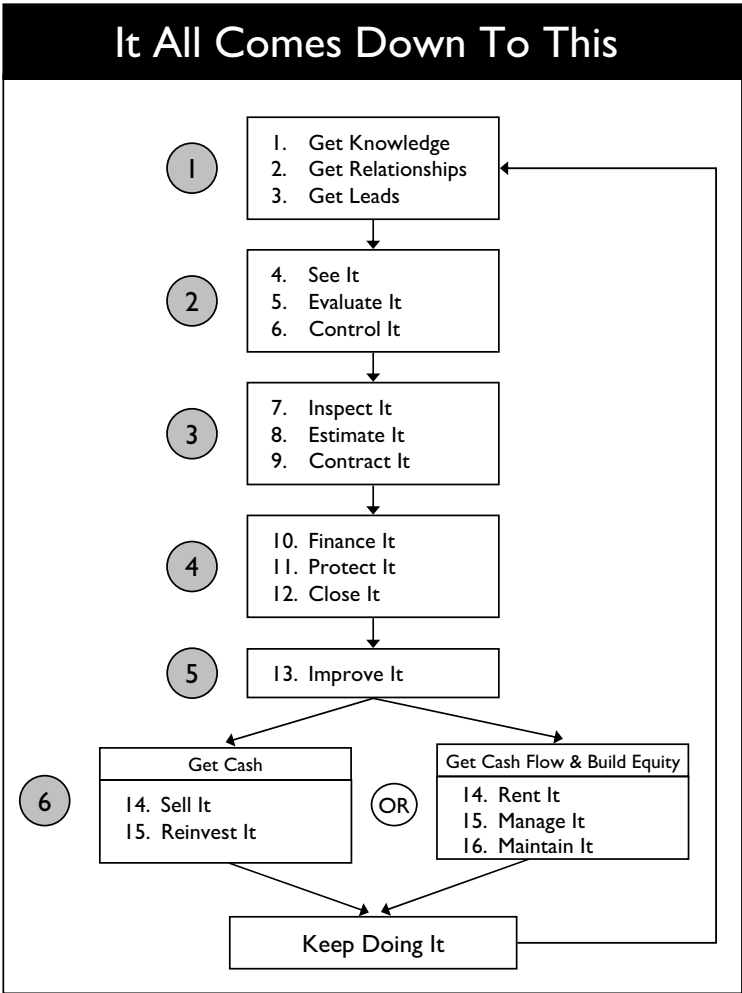 It All Comes Down To This
1
1. Get Knowledge
2. Get Relationships
3. Get Leads
2
4. See It
5. Evaluate It
6. Control It
3
7. Inspect It
8. Estimate It
9. Contract It
4
10. Finance It
11. Protect It
12. Close It
5
13. Improve It
6
Get Cash
14. Sell It
15. Reinvest It
OR
Get Cash Flow & Build Equity
14. Rent It
15. Manage It
16. Maintain It
Keep Doing It